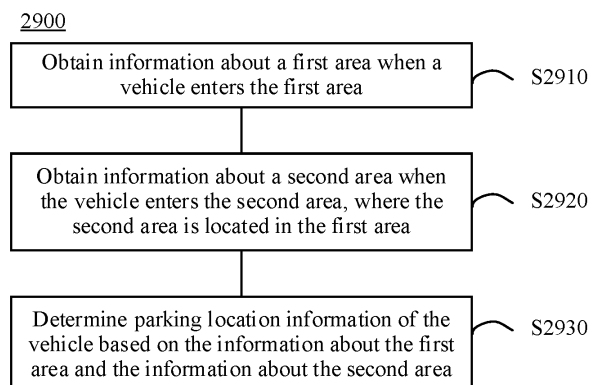 2900
Obtain information about a first area when a
vehicle enters the first area
S2910
Obtain information about a second area when
the vehicle enters the second area, where the
second area is located in the first area
S2920
Determine parking location information of the
vehicle based on the information about the first
area and the information about the second area
S2930